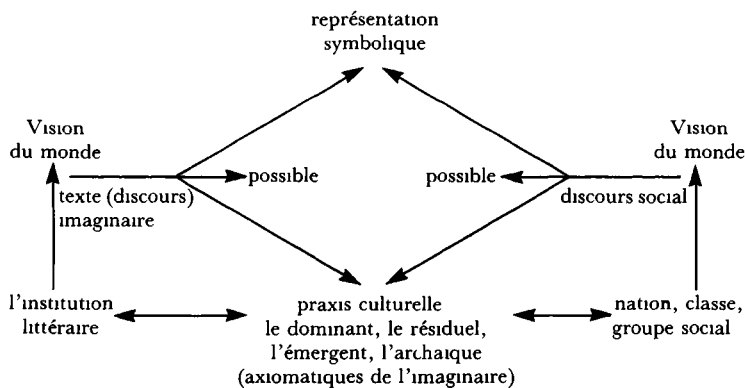 représentation
symbolique
Vision
du monde
Vision
du monde
possible
possible
texte (discours)
imaginaire
discours social
l'institution
littéraire
praxis culturelle
le dominant, le résiduel,
l'émergent, l'archaique
(axiomatiques de l'imaginaire)
nation, classe,
groupe social